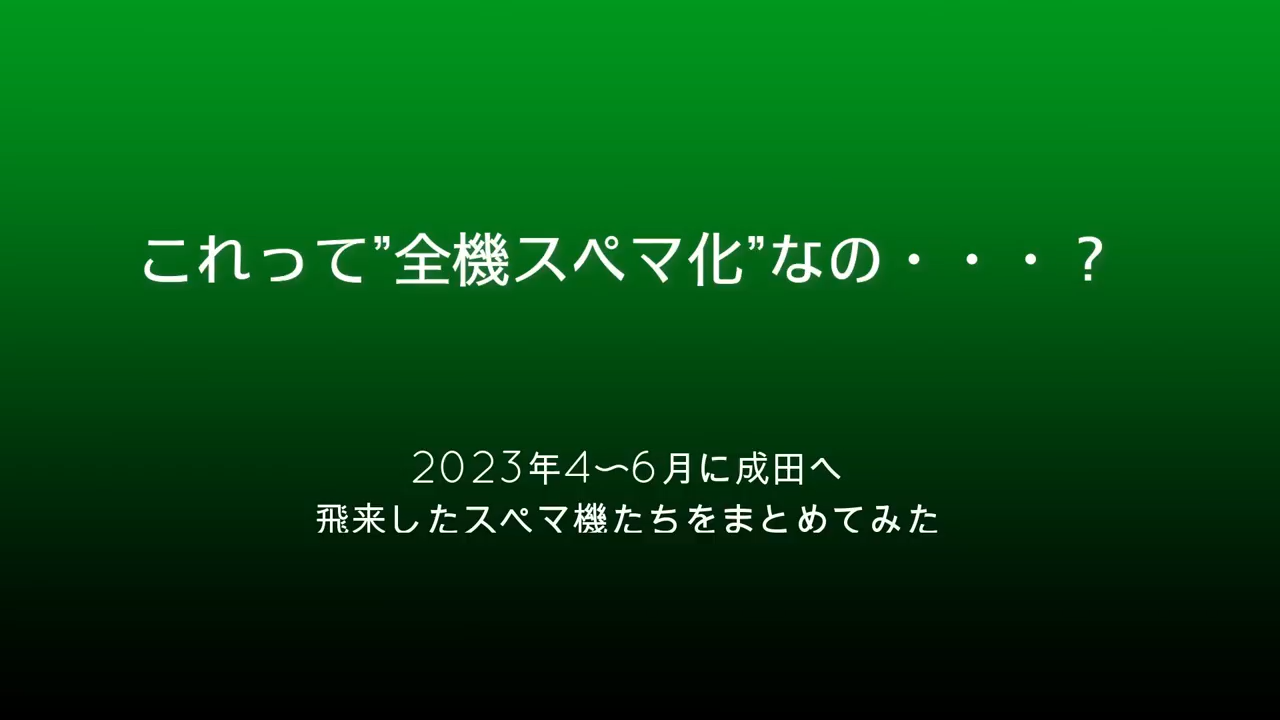 これって”全機スペマ化”なの・・・？
2023年4〜6月に成田へ
飛来したスペマ機たちをまとめてみた